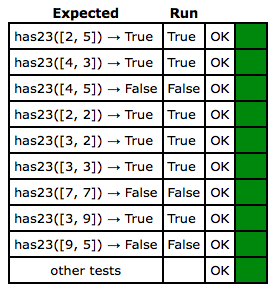 Expected Run
has23([2, 5]) → True True OK
has23([4, 3]) → True True OK
has23([4, 5]) → False False OK
has23([2, 2]) → True True OK
has23([3, 2]) → True True OK
has23([3, 3]) → True True OK
has23([7, 7]) → False False OK
has23([3, 9]) → True True OK
has23([9, 5]) → False False OK
other tests OK